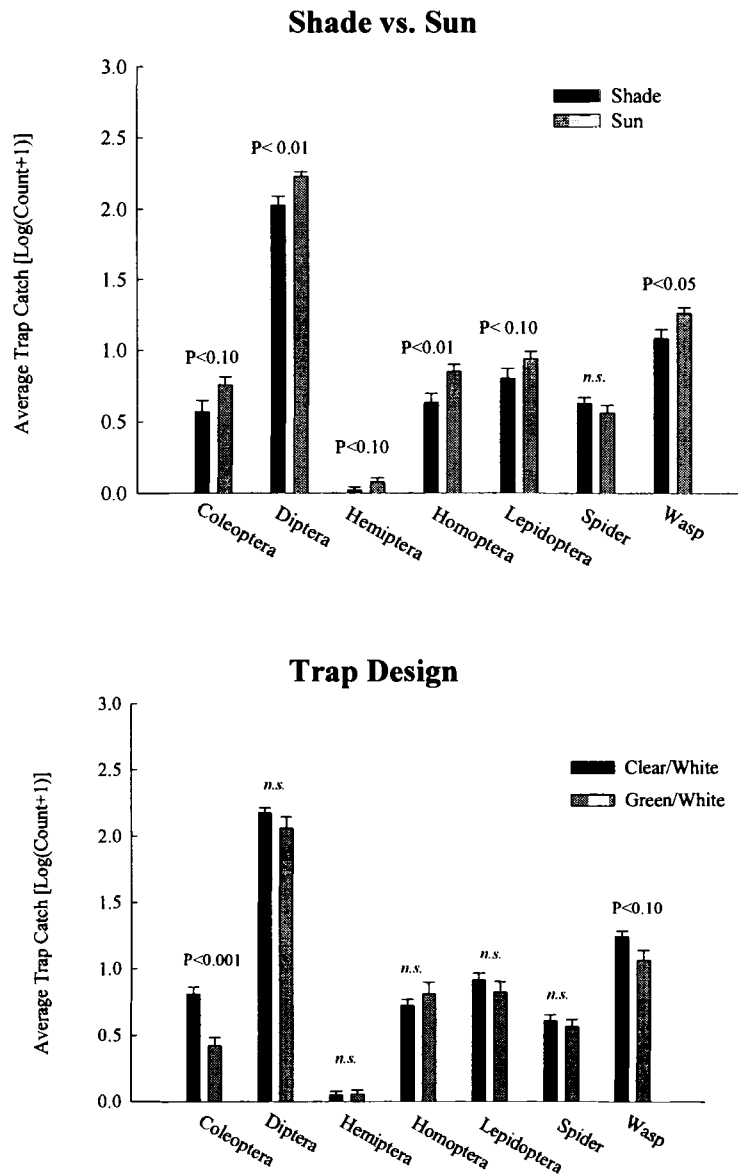 Shade vs. Sun
Average Trap Catch [Log(Count+1)]
3.0
2.5
2.0
1.5
1.0
0.5
0.0
Shade
Sun
P<0.10
P< 0.01
P<0.10
P<0.01
P< 0.10
n.s.
P<0.05
Coleoptera
Diptera
Hemiptera
Homoptera
Lepidoptera
Spider
Wasp
Trap Design
Average Trap Catch [Log(Count+1)]
3.0
2.5
2.0
1.5
1.0
0.5
0.0
Clear/White
Green/White
P<0.001
n.s.
n.s.
n.s.
n.s.
n.s.
P<0.10
Coleoptera
Diptera
Hemiptera
Homoptera
Lepidoptera
Spider
Wasp